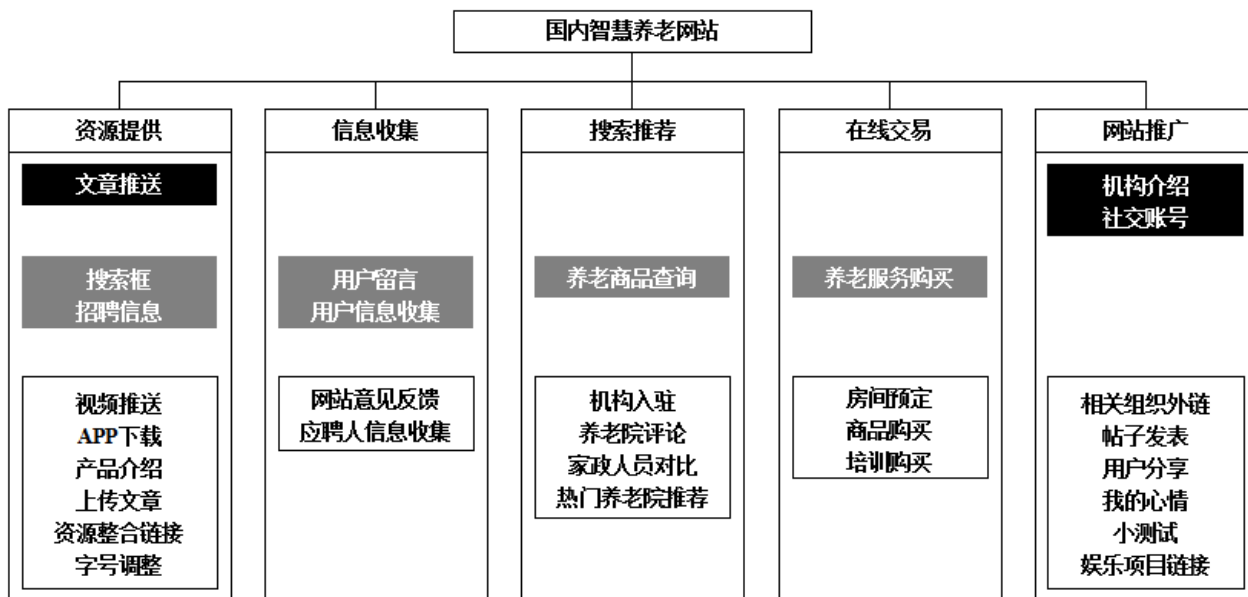 国内智慧养老网站
资源提供
文章推送
搜索框
招聘信息
视频推送
APP下载
产品介绍
上传文章
资源整合链接
字号调整
信息收集
用户留言
用户信息收集
网站意见反馈
应聘人信息收集
搜索推荐
养老商品查询
机构入驻
养老院评论
家政人员对比
热门养老院推荐
在线交易
养老服务购买
房间预定
商品购买
培训购买
网站推广
机构介绍
社交账号
相关组织外链
帖子发表
用户分享
我的心情
小测试
娱乐项目链接